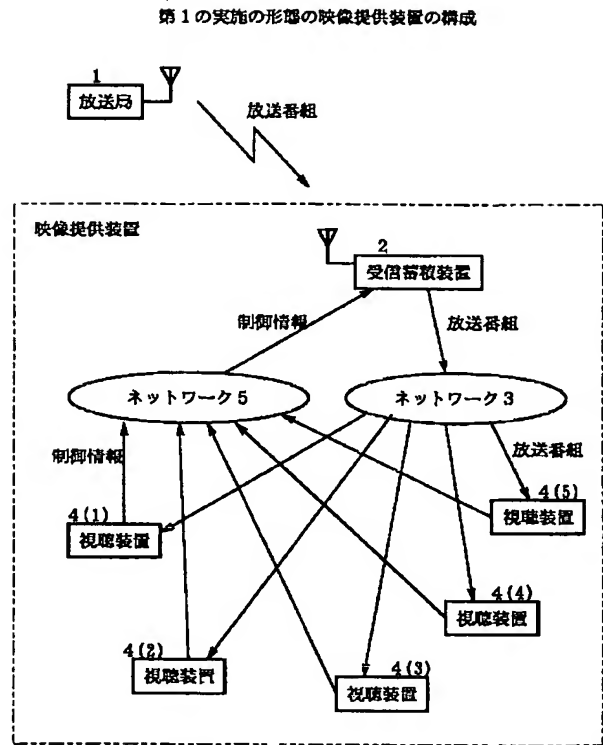 第1の実施の形態の映像提供装置の構成
1
放送局
放送番組
映像提供装置
2
受信蓄積装置
制御情報
放送番組
ネットワーク5
ネットワーク3
制御情報
放送番組
4(5)
視聴装置
4(1)
視聴装置
4(4)
視聴装置
4(2)
視聴装置
4(3)
視聴装置